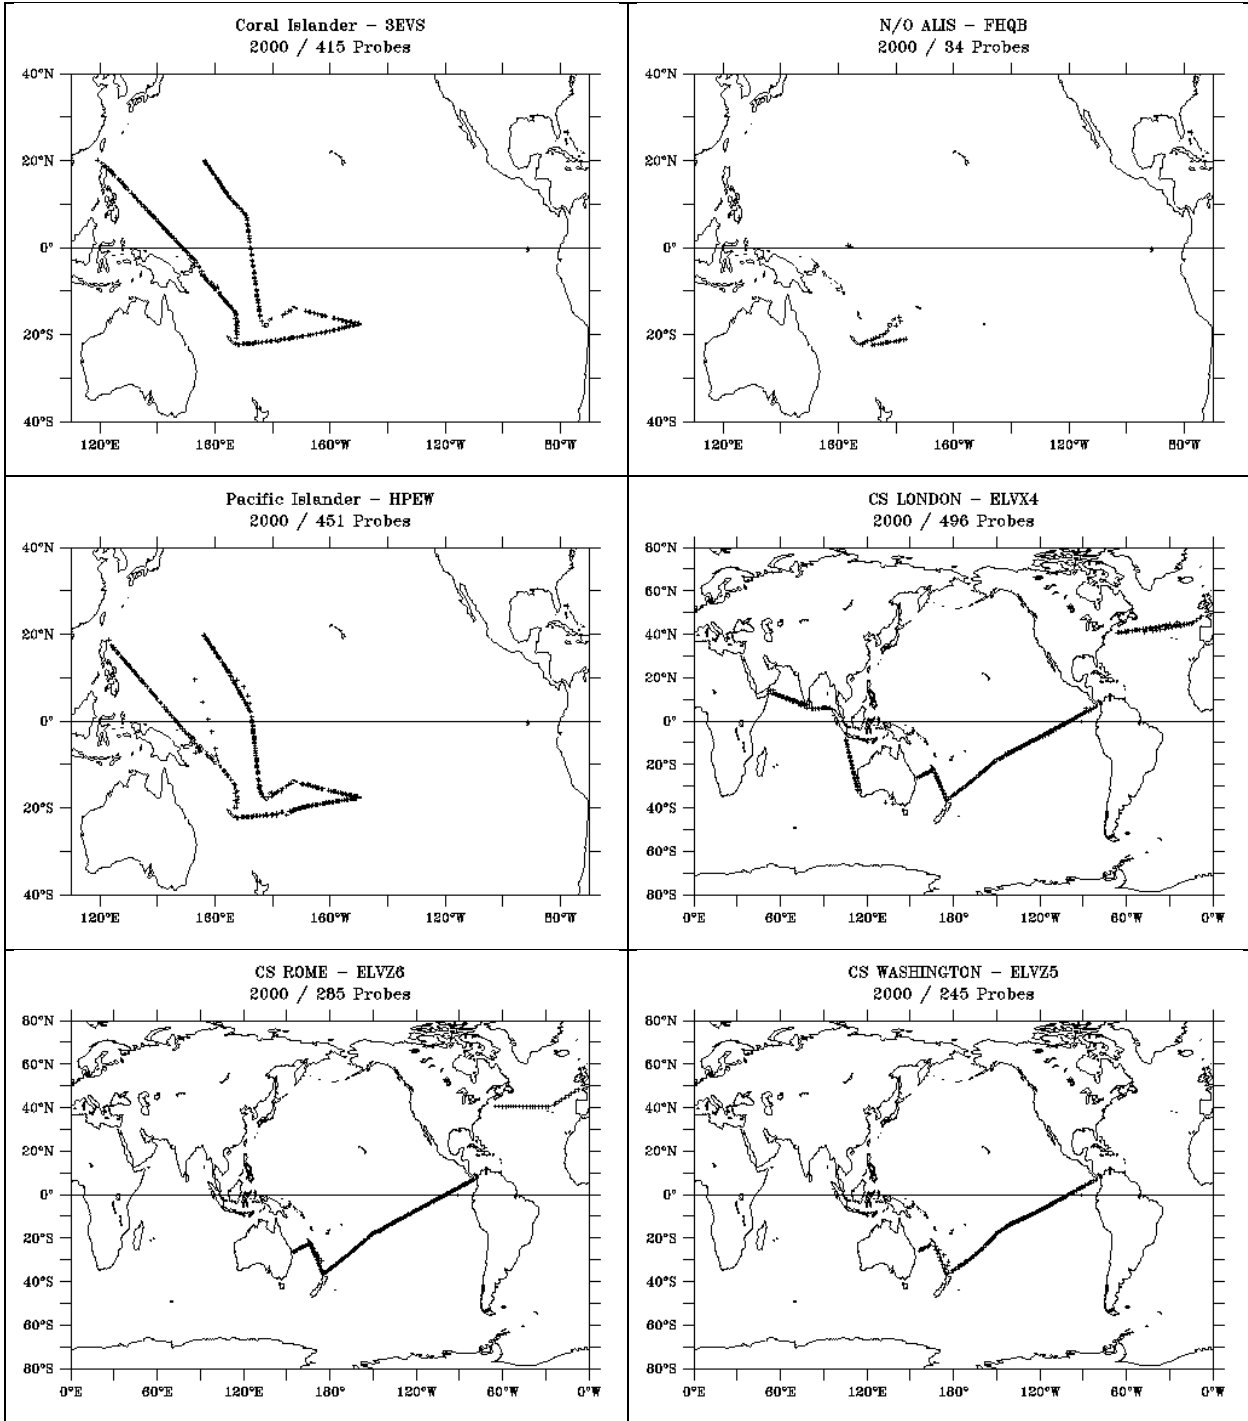 Coral Islander - 3EVS
2000 / 415 Probes
40°N
20°N
0°
20°S
40°S
120°E 160°E 160°W 120°W 80°W
N/O ALIS - FHQB
2000 / 34 Probes
40°N
20°N
0°
20°S
40°S
120°E 160°E 160°W 120°W 80°W
Pacific Islander - HPEW
2000 / 451 Probes
40°N
20°N
0°
20°S
40°S
120°E 160°E 160°W 120°W 80°W
CS LONDON - ELVX4
2000 / 496 Probes
80°N
60°N
40°N
20°N
0°
20°S
40°S
60°S
80°S
0°E 60°E 120°E 180° 120°W 60°W 0°W
CS ROME - ELVZ6
2000 / 285 Probes
80°N
60°N
40°N
20°N
0°
20°S
40°S
60°S
80°S
0°E 60°E 120°E 180° 120°W 60°W 0°W
CS WASHINGTON - ELVZ5
2000 / 245 Probes
80°N
60°N
40°N
20°N
0°
20°S
40°S
60°S
80°S
0°E 60°E 120°E 180° 120°W 60°W 0°W